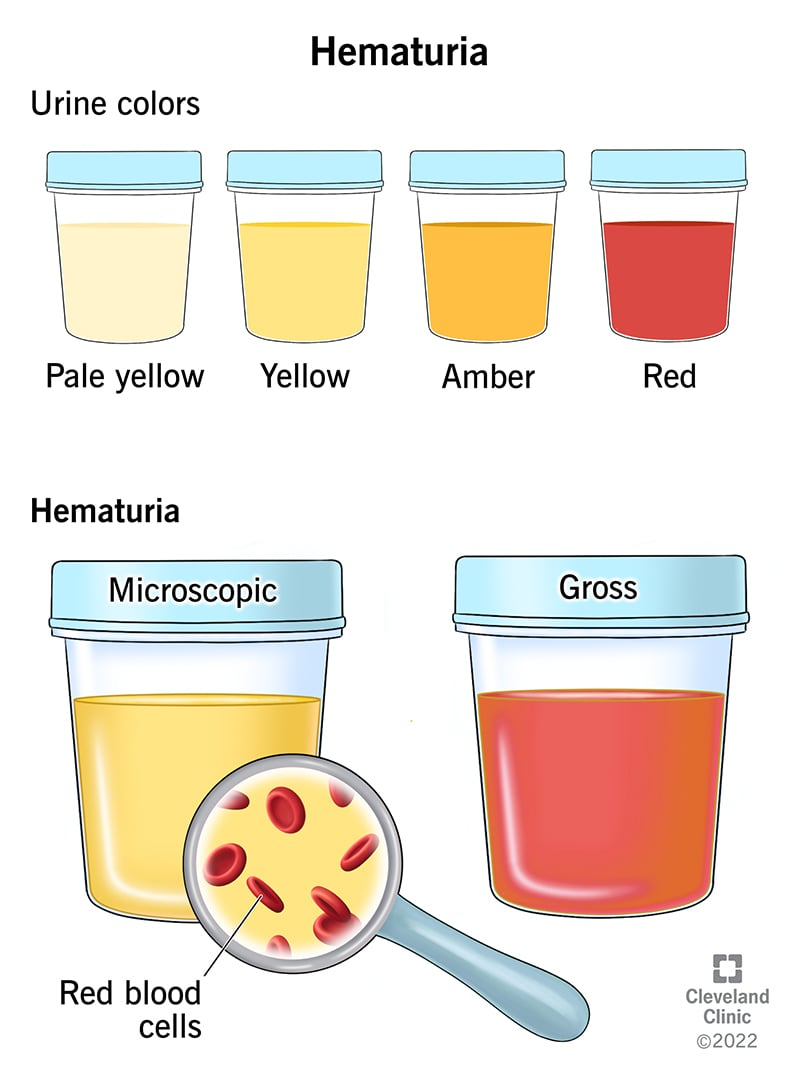 Hematuria
Urine colors
Pale yellow
Yellow
Amber
Red
Hematuria
Microscopic
Gross
Red blood
cells
Cleveland
Clinic
©2022